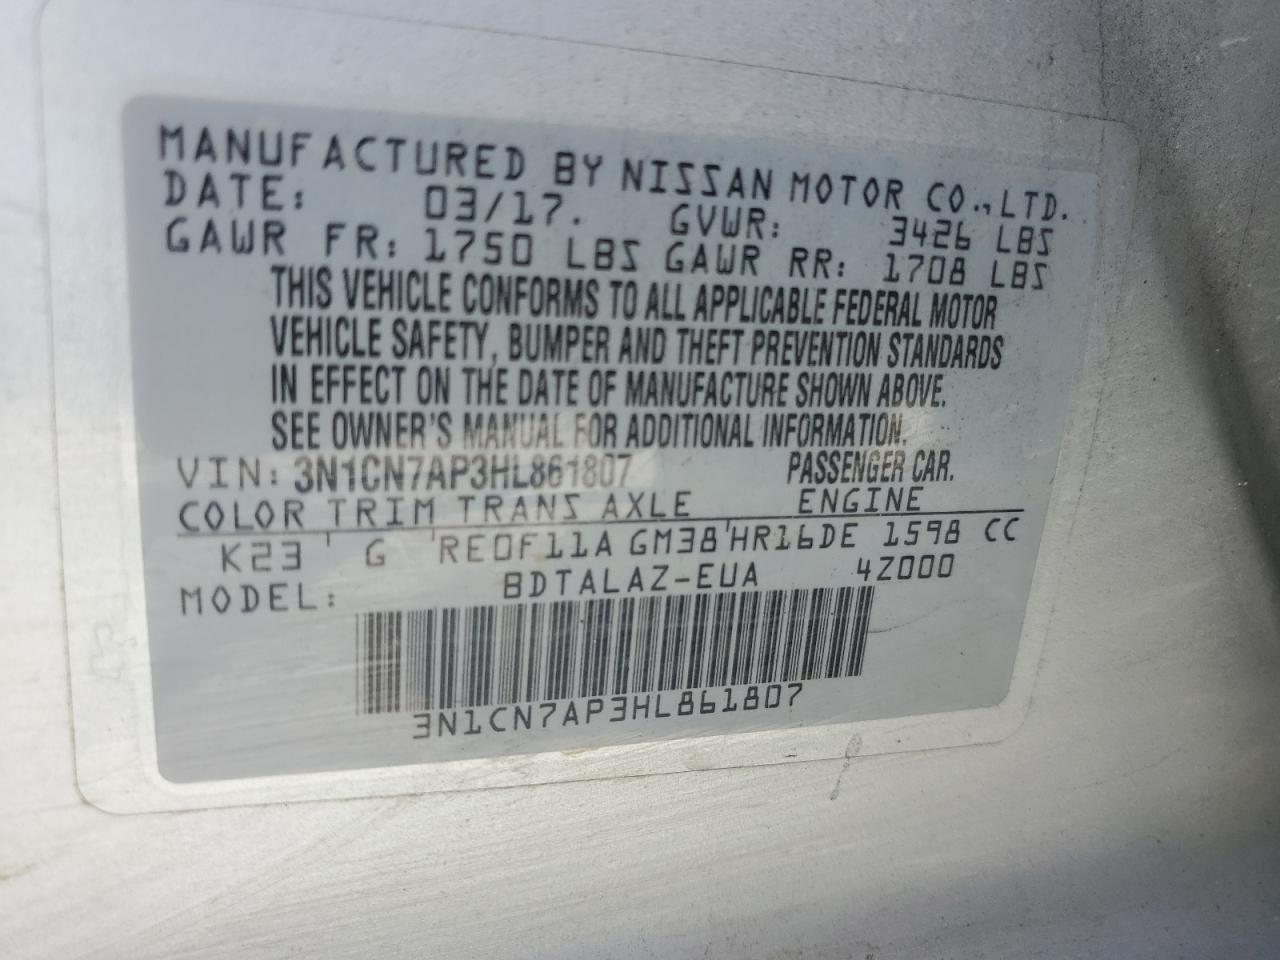 MANUFACTURED BY NISSAN MOTOR CO., LTD.
DATE: 03/17. GVWR: 3426 LBS
GAWR FR: 1750 LBS GAWR RR: 1708 LBS
THIS VEHICLE CONFORMS TO ALL APPLICABLE FEDERAL MOTOR
VEHICLE SAFETY, BUMPER AND THEFT PREVENTION STANDARDS
IN EFFECT ON THE DATE OF MANUFACTURE SHOWN ABOVE.
SEE OWNER'S MANUAL FOR ADDITIONAL INFORMATION.
VIN: 3N1CN7AP3HL861807 PASSENGER CAR.
COLOR TRIM TRANS AXLE ENGINE
K23 G RE0F11A GM38 HR16DE 1598 CC
MODEL: BDTALAZ-EUA 4Z000
3N1CN7AP3HL861807